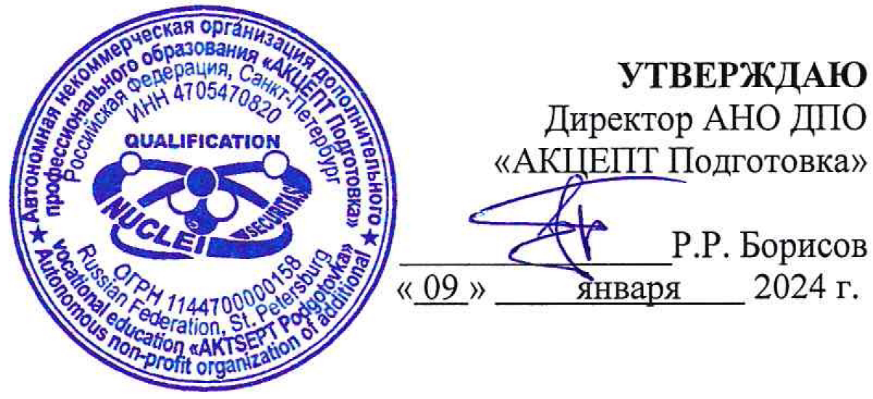 Автономная некоммерческая организация дополнительного
профессионального образования «АКЦЕПТ Подготовка»
Российская Федерация, Санкт-Петербург
ИНН 4705470820
QUALIFICATION
NUCLEI
SECURITAS
ОГРН 1144700000158
Russian Federation, St. Petersburg
vocational education «AKTSEPT Podgotovka»
Autonomous non-profit organization of additional
УТВЕРЖДАЮ
Директор АНО ДПО
«АКЦЕПТ Подготовка»
Р.Р. Борисов
« 09 » января 2024 г.